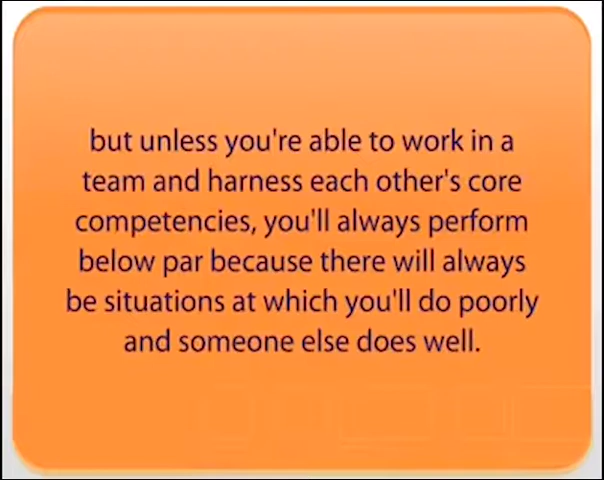 but unless you're able to work in a
team and harness each other's core
competencies, you'll always perform
below par because there will always
be situations at which you'll do poorly
and someone else does well.